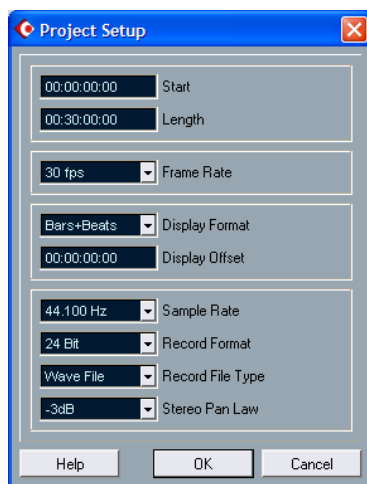 Project Setup
00:00:00:00 Start
00:30:00:00 Length
30 fps Frame Rate
Bars+Beats Display Format
00:00:00:00 Display Offset
44.100 Hz Sample Rate
24 Bit Record Format
Wave File Record File Type
-3dB Stereo Pan Law
Help OK Cancel